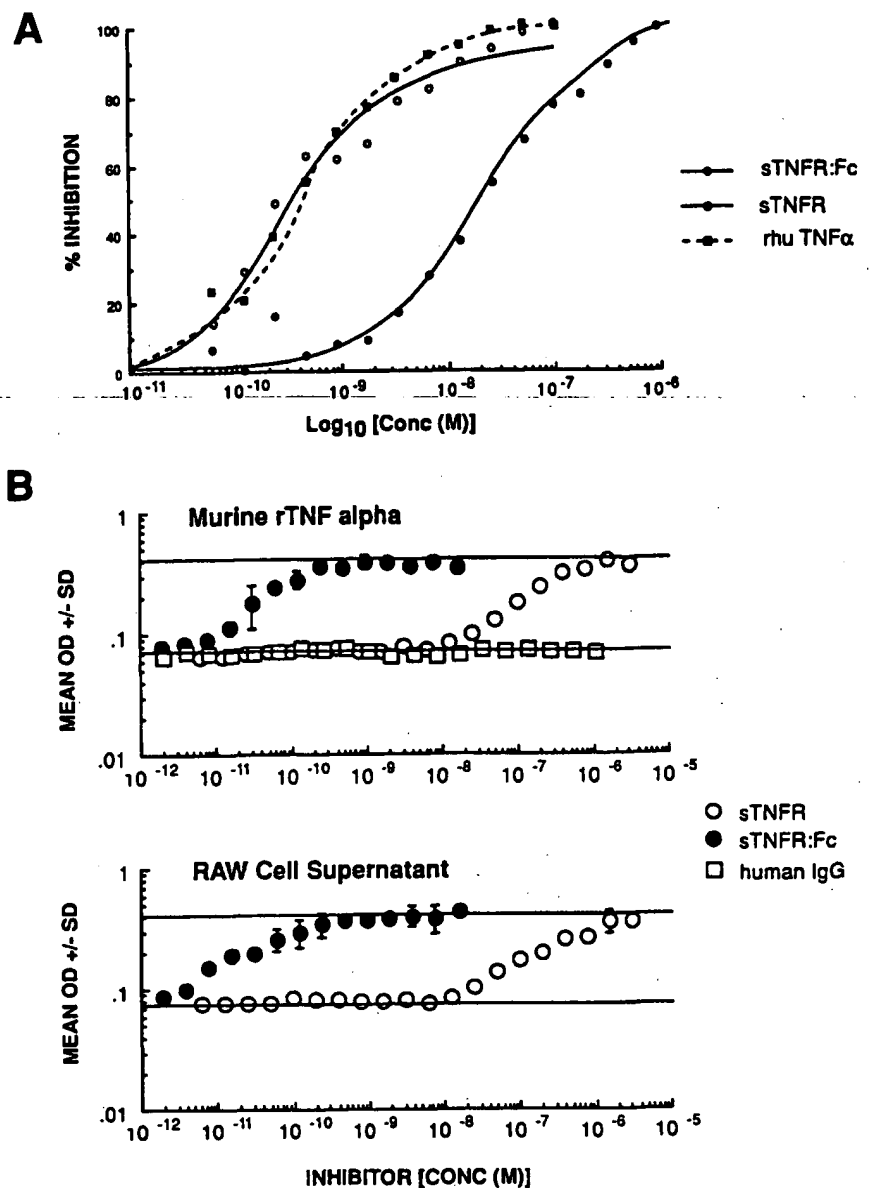 A
100
80
60
40
20
0
% INHIBITION
10-11
10-10
10-9
10-8
10-7
10-6
Log10 [Conc (M)]
sTNFR:Fc
sTNFR
rhu TNFα
B
Murine rTNF alpha
1
.1
.01
MEAN OD +/- SD
10 -12
10 -11
10 -10
10 -9
10 -8
10 -7
10 -6
10 -5
sTNFR
sTNFR:Fc
human IgG
RAW Cell Supernatant
1
.1
.01
MEAN OD +/- SD
10 -12
10 -11
10 -10
10 -9
10 -8
10 -7
10 -6
10 -5
INHIBITOR [CONC (M)]